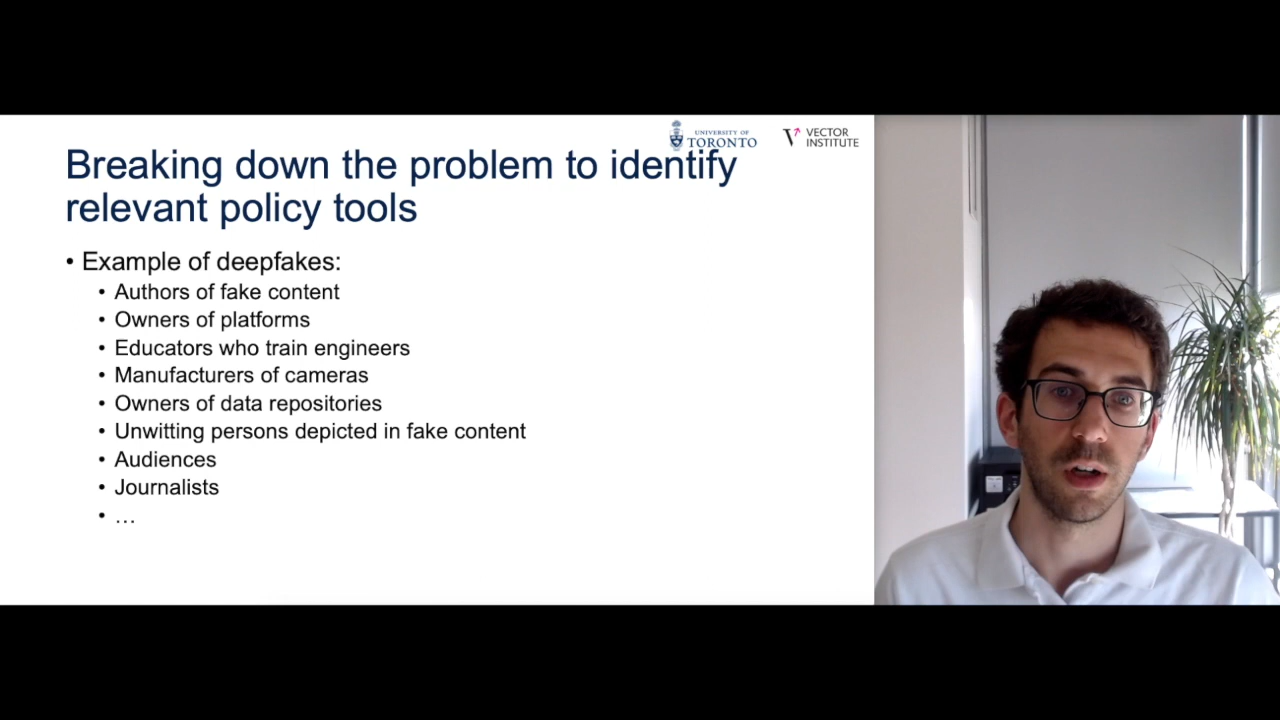 UNIVERSITY OF
TORONTO
VECTOR
INSTITUTE
Breaking down the problem to identify
relevant policy tools
• Example of deepfakes:
• Authors of fake content
• Owners of platforms
• Educators who train engineers
• Manufacturers of cameras
• Owners of data repositories
• Unwitting persons depicted in fake content
• Audiences
• Journalists
• …